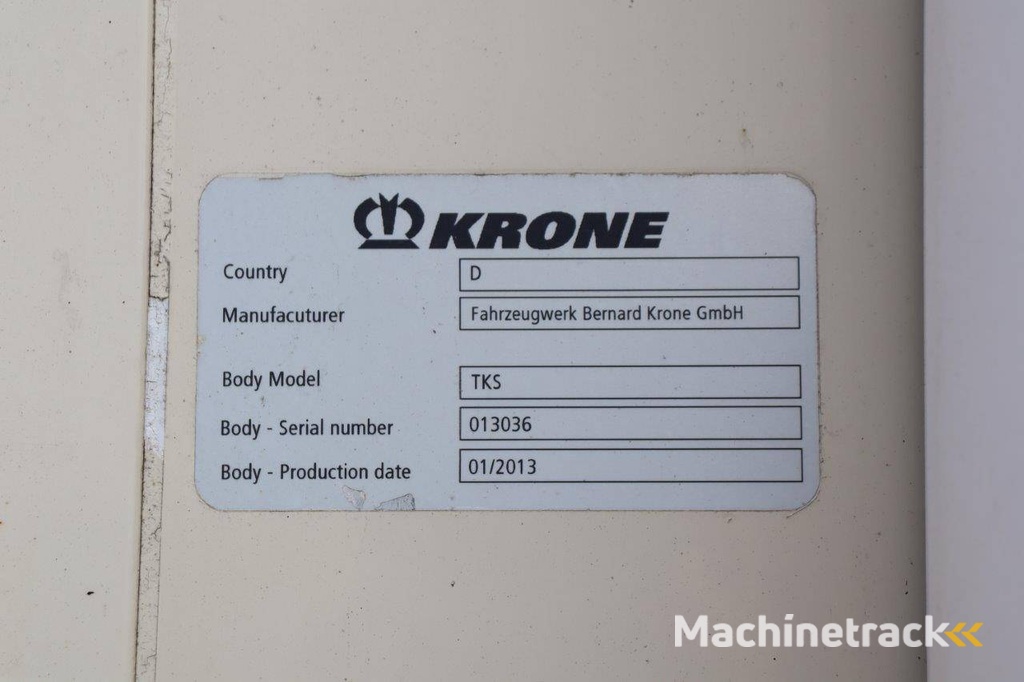 KRONE
Country D
Manufacuturer Fahrzeugwerk Bernard Krone GmbH
Body Model TKS
Body - Serial number 013036
Body - Production date 01/2013
Machinetrack